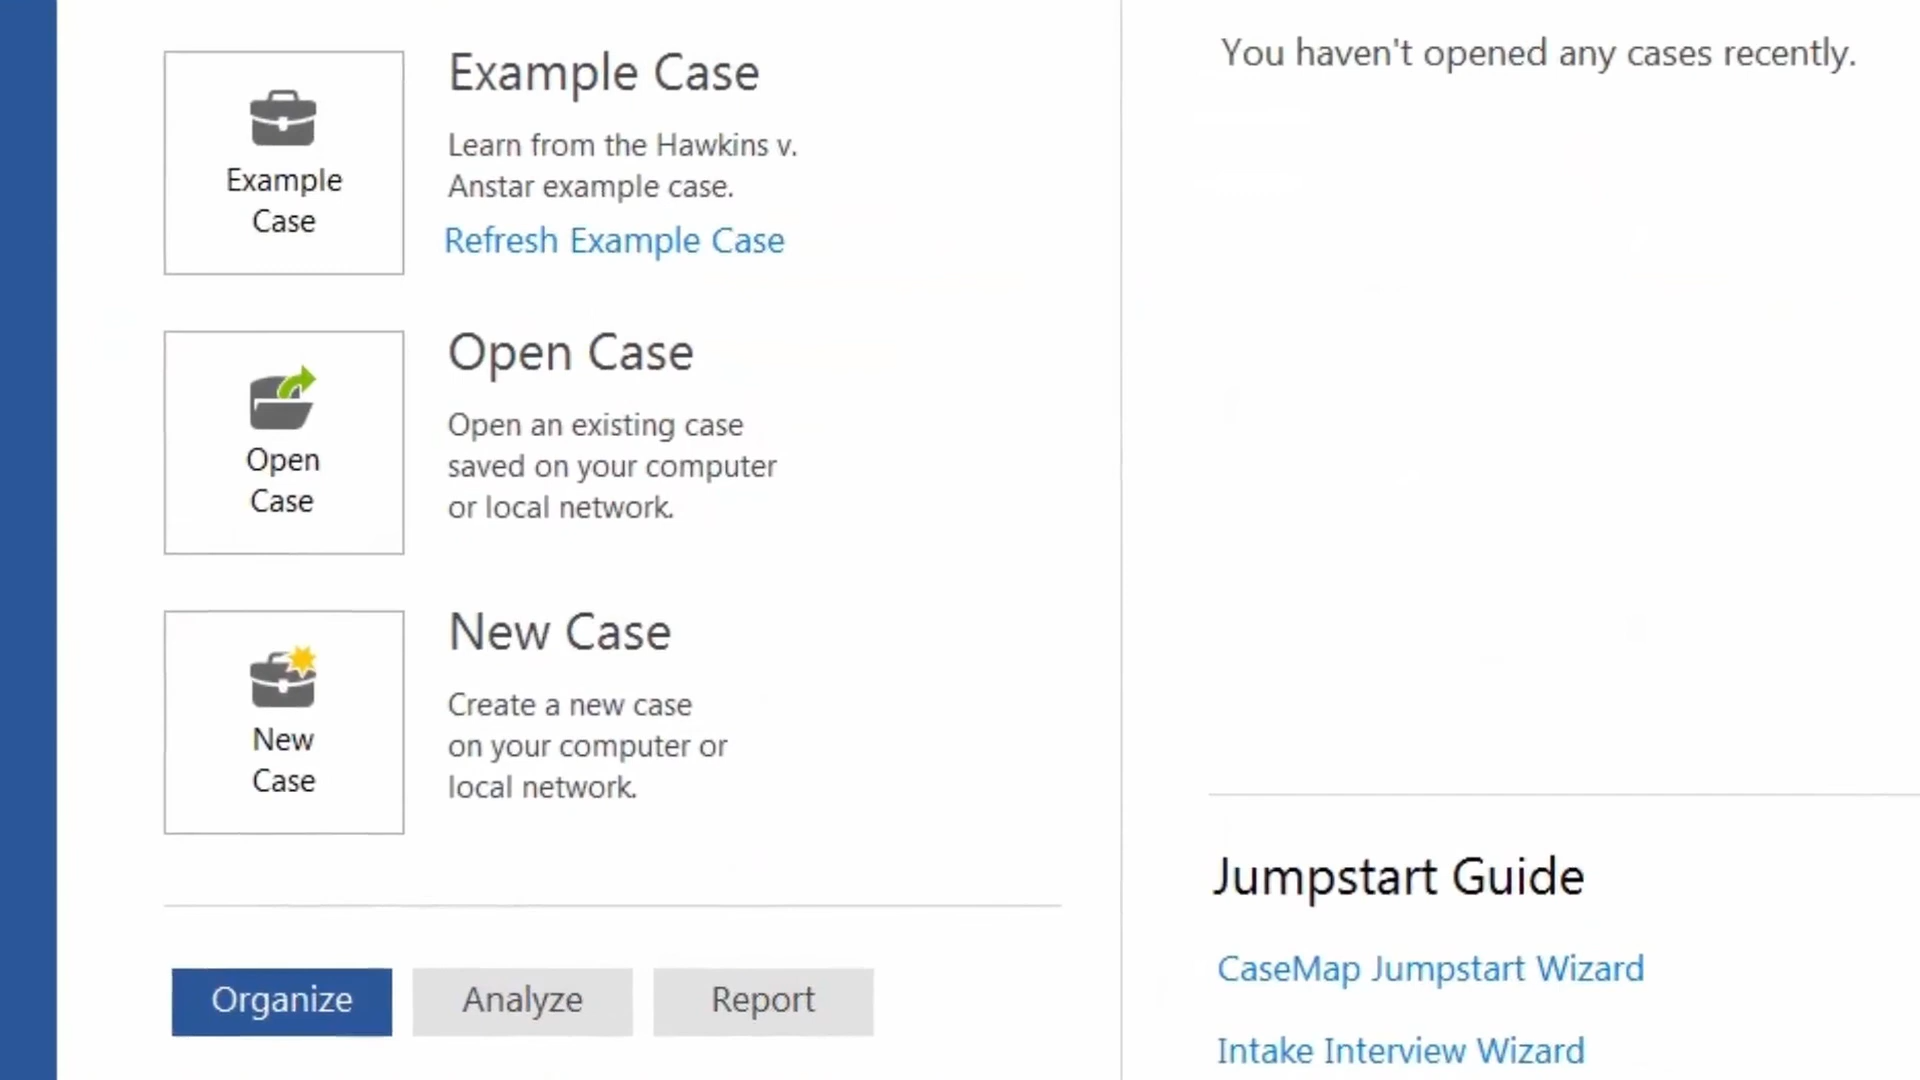 Example
Case
Example Case
Learn from the Hawkins v.
Anstar example case.
Refresh Example Case
Open
Case
Open Case
Open an existing case
saved on your computer
or local network.
New
Case
New Case
Create a new case
on your computer or
local network.
Organize
Analyze
Report
You haven't opened any cases recently.
Jumpstart Guide
CaseMap Jumpstart Wizard
Intake Interview Wizard